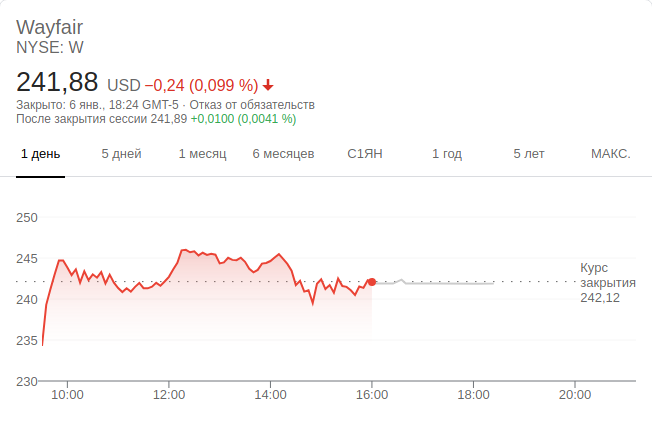 Wayfair
NYSE: W
241,88 USD −0,24 (0,099 %)
Закрыто: 6 янв., 18:24 GMT-5 · Отказ от обязательств
После закрытия сессии 241,89 +0,0100 (0,0041 %)
1 день 5 дней 1 месяц 6 месяцев С1ЯН 1 год 5 лет МАКС.
250
245
Курс
закрытия
242,12
240
235
230
10:00 12:00 14:00 16:00 18:00 20:00